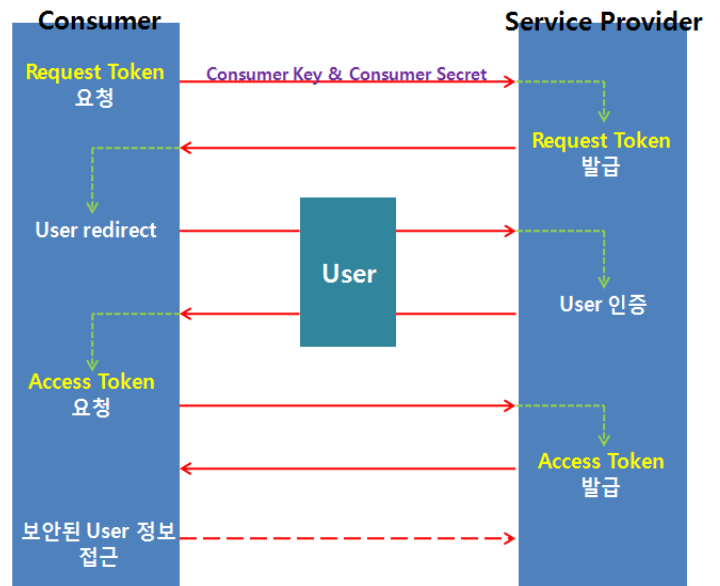 Consumer
Service Provider
Request Token
요청
Consumer Key & Consumer Secret
Request Token
발급
User redirect
User
User 인증
Access Token
요청
Access Token
발급
보안된 User 정보
접근